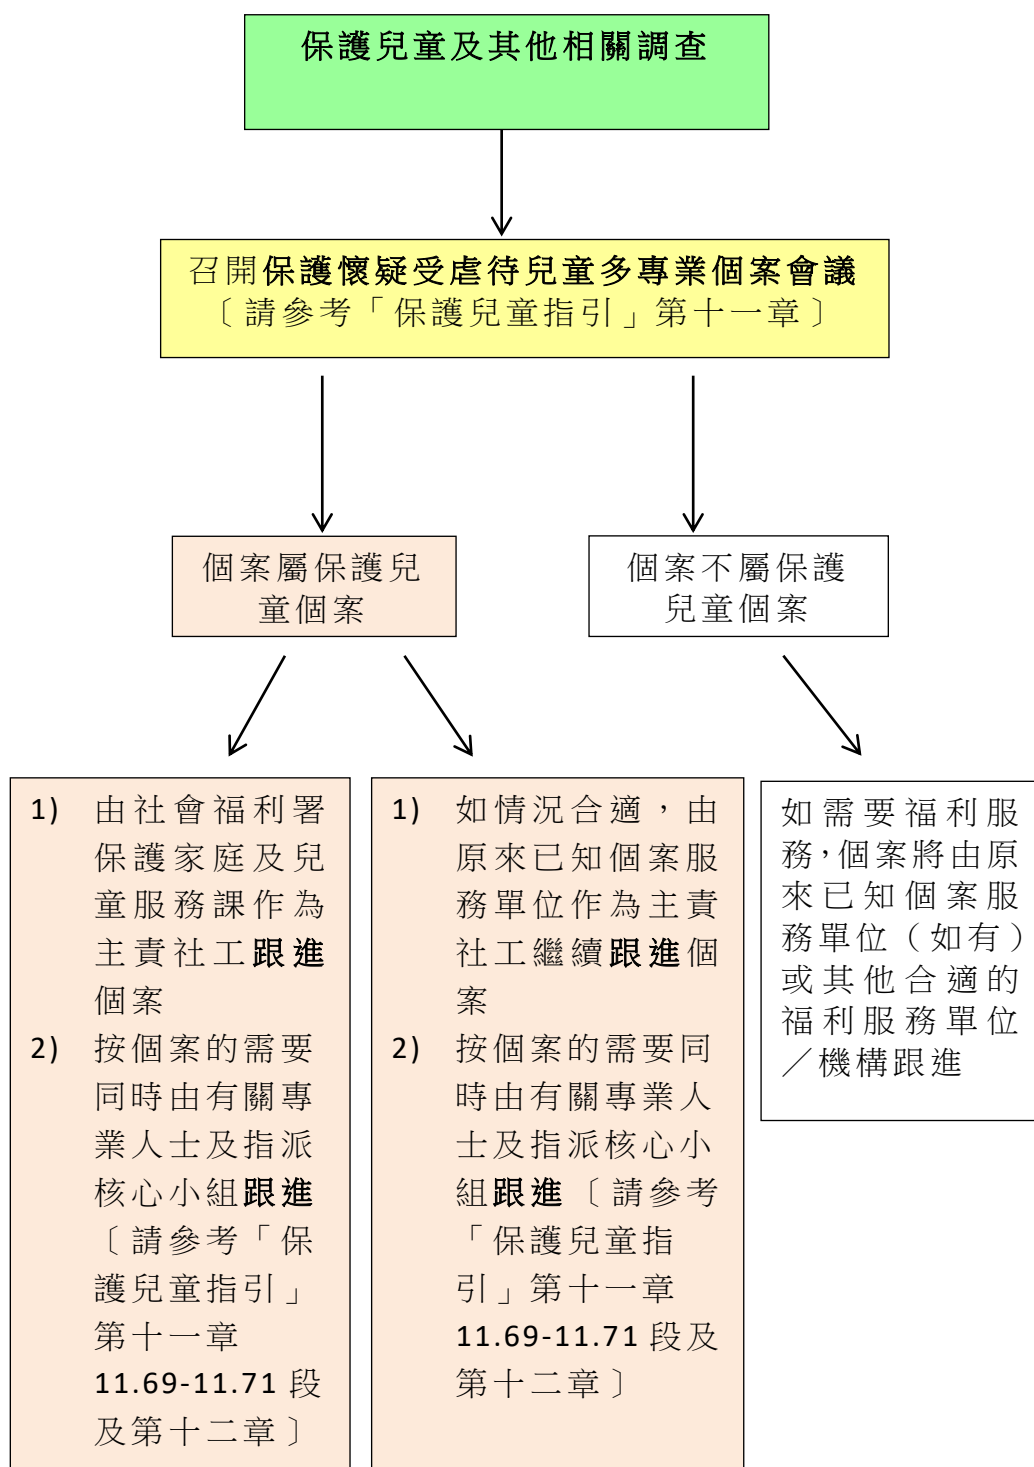 保護兒童及其他相關調查
召開保護懷疑受虐待兒童多專業個案會議
〔請參考「保護兒童指引」第十一章〕
個案屬保護兒
童個案
個案不屬保護
兒童個案
1) 由社會福利署
保護家庭及兒
童服務課作為
主責社工跟進
個案
2) 按個案的需要
同時由有關專
業人士及指派
核心小組跟進
〔請參考「保
護兒童指引」
第十一章
11.69-11.71 段
及第十二章〕
1) 如情況合適，由
原來已知個案服
務單位作為主責
社工繼續跟進個
案
2) 按個案的需要同
時由有關專業人
士及指派核心小
組跟進〔請參考
「保護兒童指
引」第十一章
11.69-11.71 段及
第十二章〕
如需要福利服
務，個案將由原
來已知個案服
務單位（如有）
或其他合適的
福利服務單位
／機構跟進